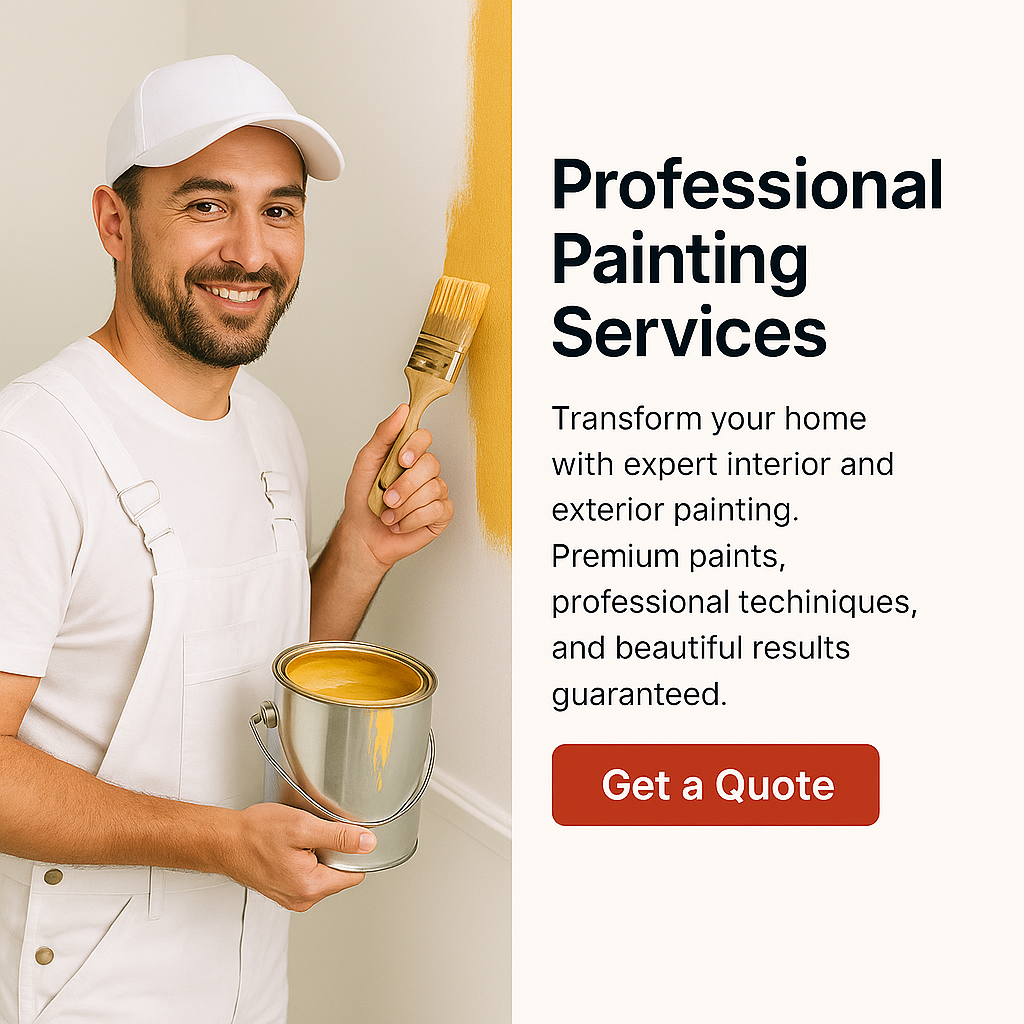 Professional
Painting
Services
Transform your home
with expert interior and
exterior painting.
Premium paints,
professional techiniques,
and beautiful results
guaranteed.
Get a Quote